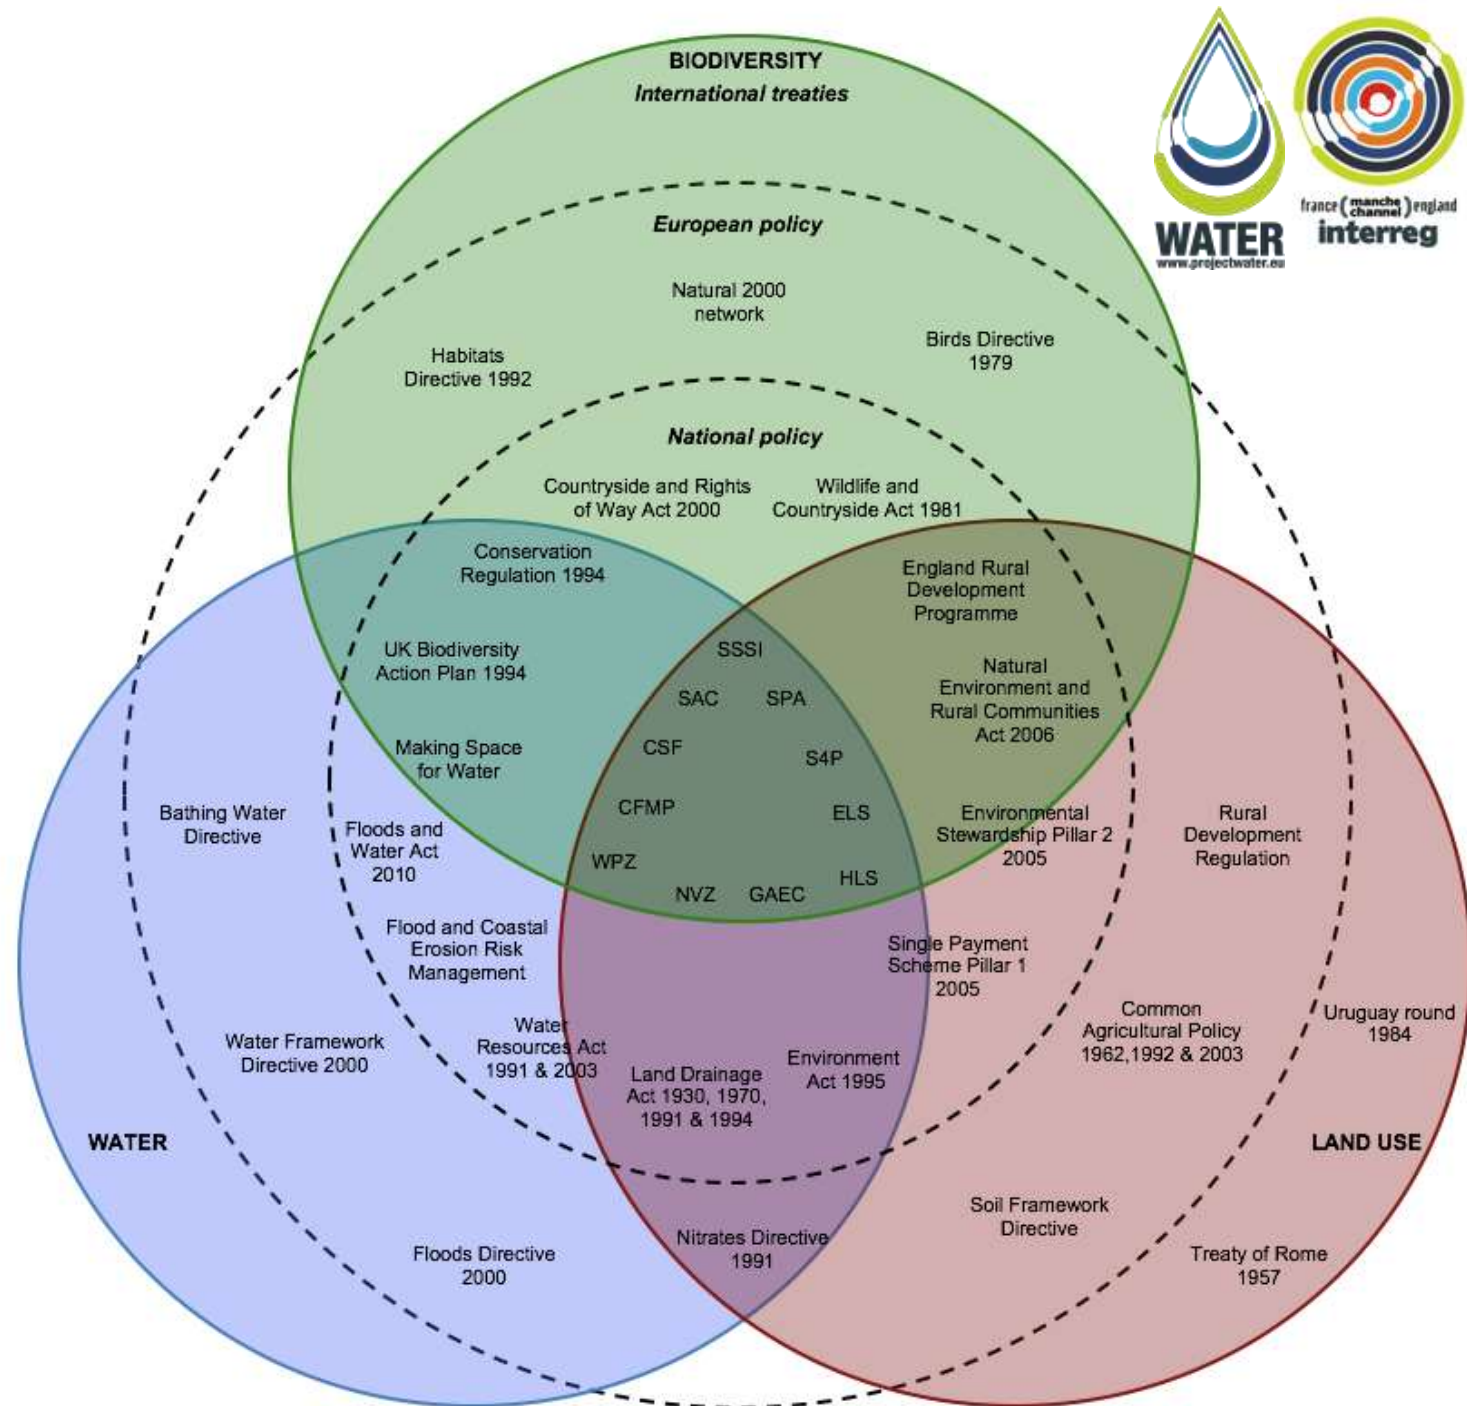 BIODIVERSITY
International treaties
WATER
www.projectwater.eu
france ( manche channel ) england
interreg
European policy
Natural 2000
network
Birds Directive
1979
Habitats
Directive 1992
National policy
Countryside and Rights
of Way Act 2000
Wildlife and
Countryside Act 1981
Conservation
Regulation 1994
England Rural
Development
Programme
UK Biodiversity
Action Plan 1994
SSSI
SAC
SPA
Natural
Environment and
Rural Communities
Act 2006
Making Space
for Water
CSF
S4P
Bathing Water
Directive
Floods and
Water Act
2010
CFMP
ELS
Environmental
Stewardship Pillar 2
2005
Rural
Development
Regulation
WPZ
HLS
NVZ
GAEC
Flood and Coastal
Erosion Risk
Management
Single Payment
Scheme Pillar 1
2005
Water Framework
Directive 2000
Water
Resources Act
1991 & 2003
Land Drainage
Act 1930, 1970,
1991 & 1994
Environment
Act 1995
Common
Agricultural Policy
1962,1992 & 2003
Uruguay round
1984
WATER
LAND USE
Floods Directive
2000
Nitrates Directive
1991
Soil Framework
Directive
Treaty of Rome
1957